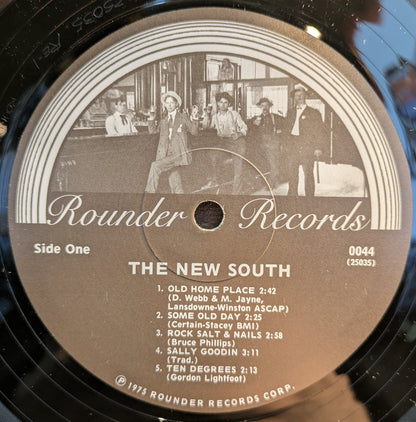 Rounder Records
Side One
0044
(25035)
THE NEW SOUTH
1. OLD HOME PLACE 2:42
(D. Webb & M. Jayne,
Lansdowne-Winston ASCAP)
2. SOME OLD DAY 2:25
(Certain-Stacey BMI)
3. ROCK SALT & NAILS 2:58
(Bruce Phillips)
4. SALLY GOODIN 3:11
(Trad.)
5. TEN DEGREES 2:13
(Gordon Lightfoot)
Ⓟ 1975 ROUNDER RECORDS CORP.